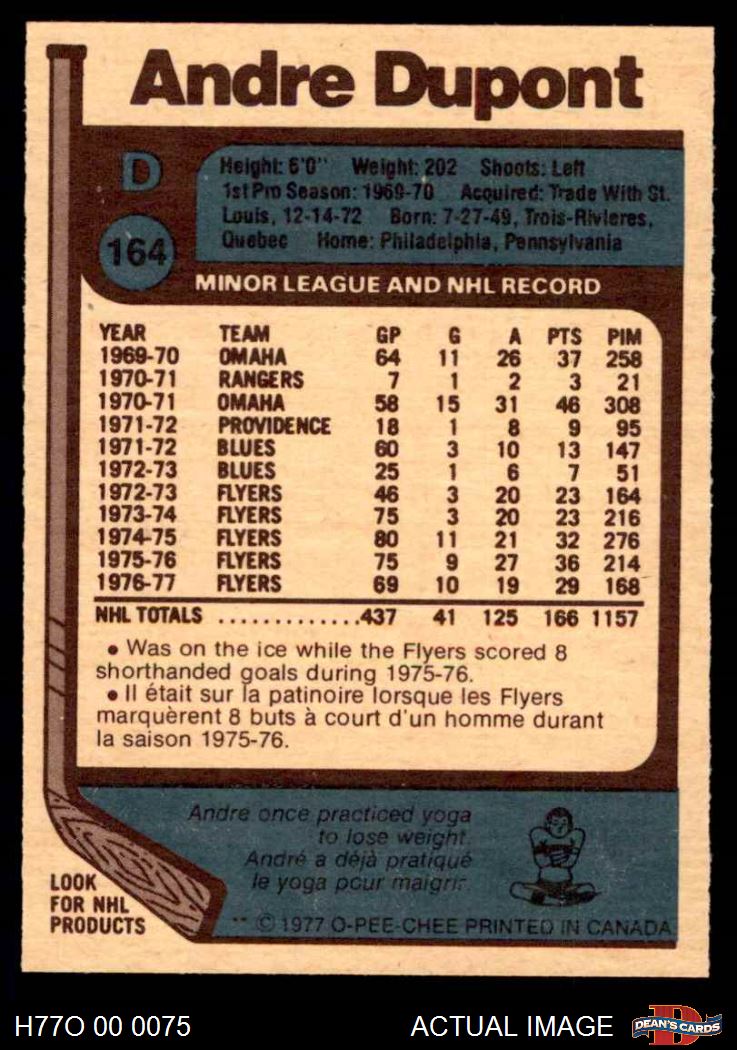 Andre Dupont
D
164
Height: 6'0" Weight: 202 Shoots: Left
1st Pro Season: 1969-70 Acquired: Trade With St.
Louis, 12-14-72 Born: 7-27-49, Trois-Rivieres,
Quebec Home: Philadelphia, Pennsylvania
MINOR LEAGUE AND NHL RECORD
YEAR TEAM GP G A PTS PIM
1969-70 OMAHA 64 11 26 37 258
1970-71 RANGERS 7 1 2 3 21
1970-71 OMAHA 58 15 31 46 308
1971-72 PROVIDENCE 18 1 8 9 95
1971-72 BLUES 60 3 10 13 147
1972-73 BLUES 25 1 6 7 51
1972-73 FLYERS 46 3 20 23 164
1973-74 FLYERS 75 3 20 23 216
1974-75 FLYERS 80 11 21 32 276
1975-76 FLYERS 75 9 27 36 214
1976-77 FLYERS 69 10 19 29 168
NHL TOTALS ..............437 41 125 166 1157
• Was on the ice while the Flyers scored 8
shorthanded goals during 1975-76.
• Il était sur la patinoire lorsque les Flyers
marquèrent 8 buts à court d'un homme durant
la saison 1975-76.
Andre once practiced yoga
to lose weight.
André a déjà pratiqué
le yoga pour maigrir.
LOOK
FOR NHL
PRODUCTS
** © 1977 O-PEE-CHEE PRINTED IN CANADA
H77O 00 0075
ACTUAL IMAGE
DEAN'S CARDS